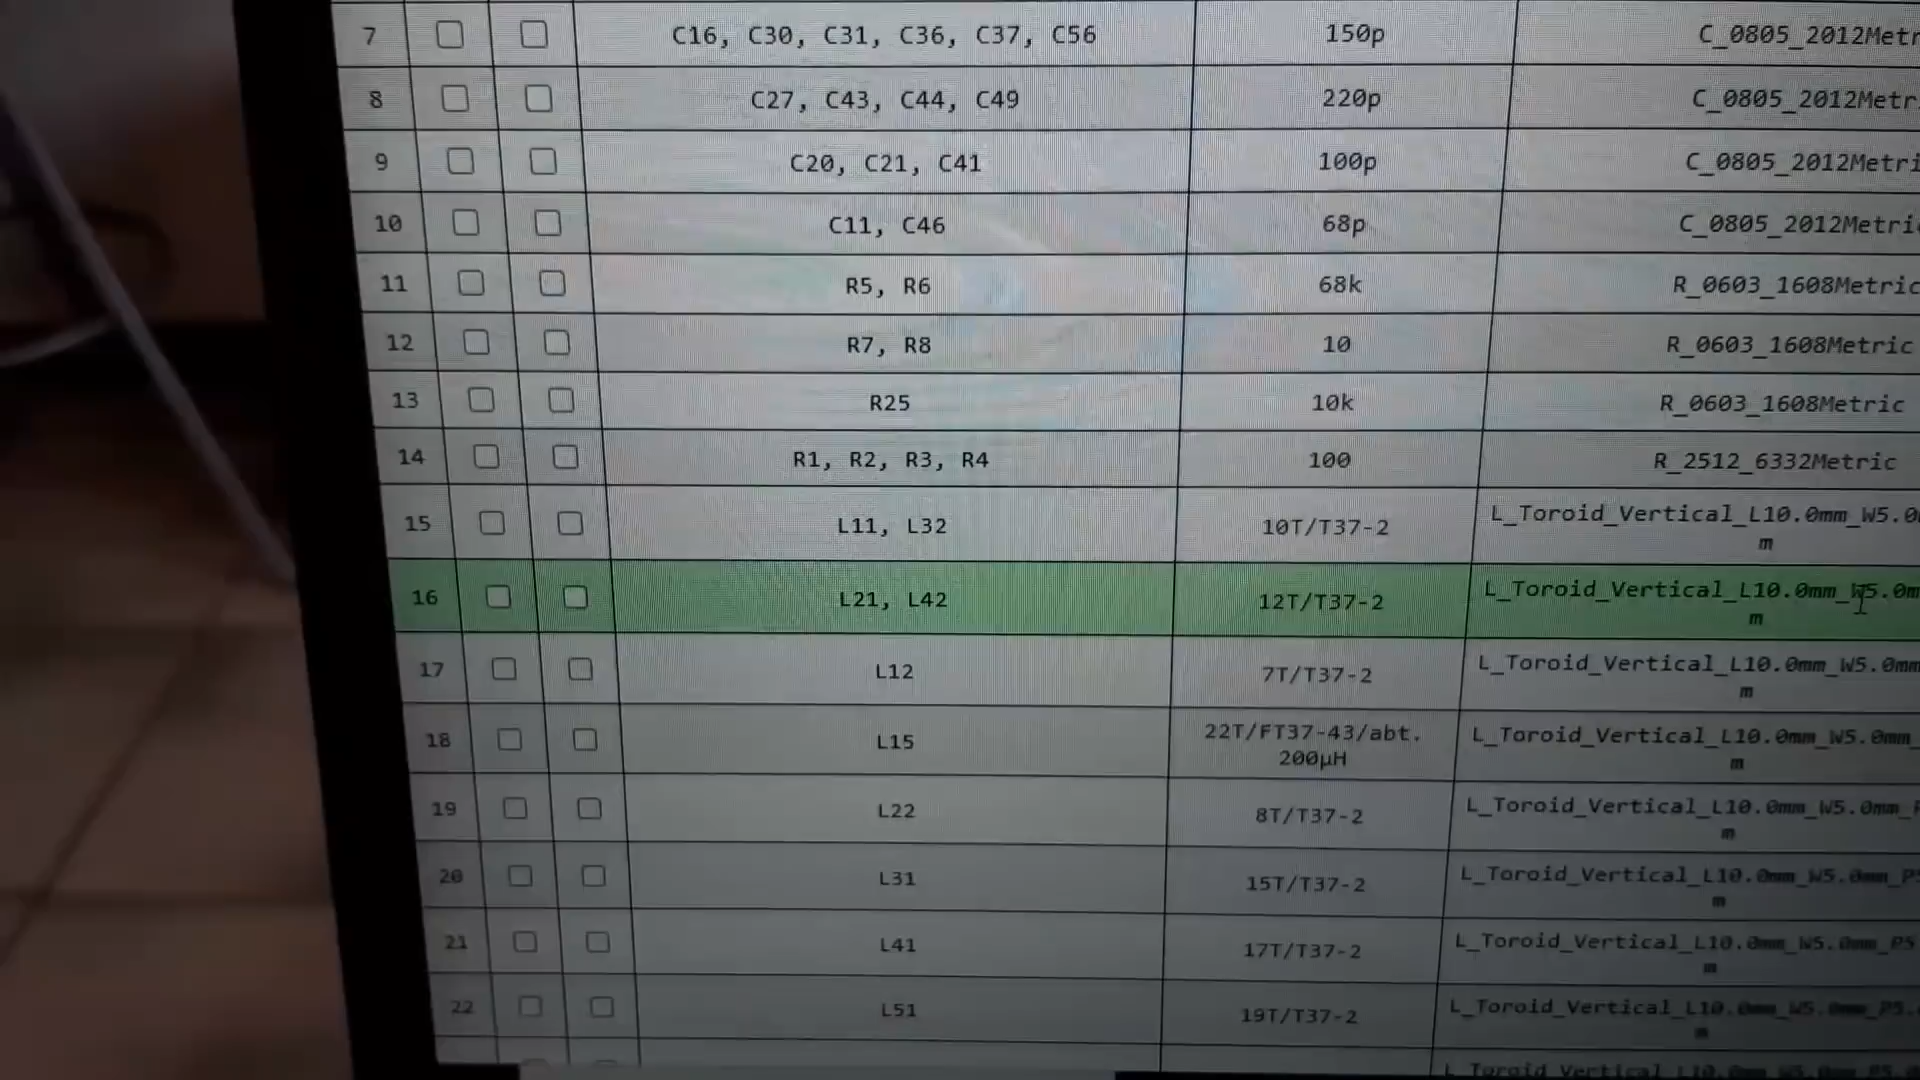 7 C16, C30, C31, C36, C37, C56 150p C_0805_2012Metr
8 C27, C43, C44, C49 220p C_0805_2012Metr
9 C20, C21, C41 100p C_0805_2012Metri
10 C11, C46 68p C_0805_2012Metri
11 R5, R6 68k R_0603_1608Metric
12 R7, R8 10 R_0603_1608Metric
13 R25 10k R_0603_1608Metric
14 R1, R2, R3, R4 100 R_2512_6332Metric
15 L11, L32 10T/T37-2 L_Toroid_Vertical_L10.0mm_W5.0
m
16 L21, L42 12T/T37-2 L_Toroid_Vertical_L10.0mm_W5.0m
m
17 L12 7T/T37-2 L_Toroid_Vertical_L10.0mm_W5.0mm
m
18 L15 22T/FT37-43/abt. L_Toroid_Vertical_L10.0mm_W5.0mm_
200µH m
19 L22 8T/T37-2 L_Toroid_Vertical_L10.0mm_W5.0mm_P
m
20 L31 15T/T37-2 L_Toroid_Vertical_L10.0mm_W5.0mm_P5
m
21 L41 17T/T37-2 L_Toroid_Vertical_L10.0mm_W5.0mm_P5
m
22 L51 19T/T37-2 L_Toroid_Vertical_L10.0mm_W5.0mm_P5.
m